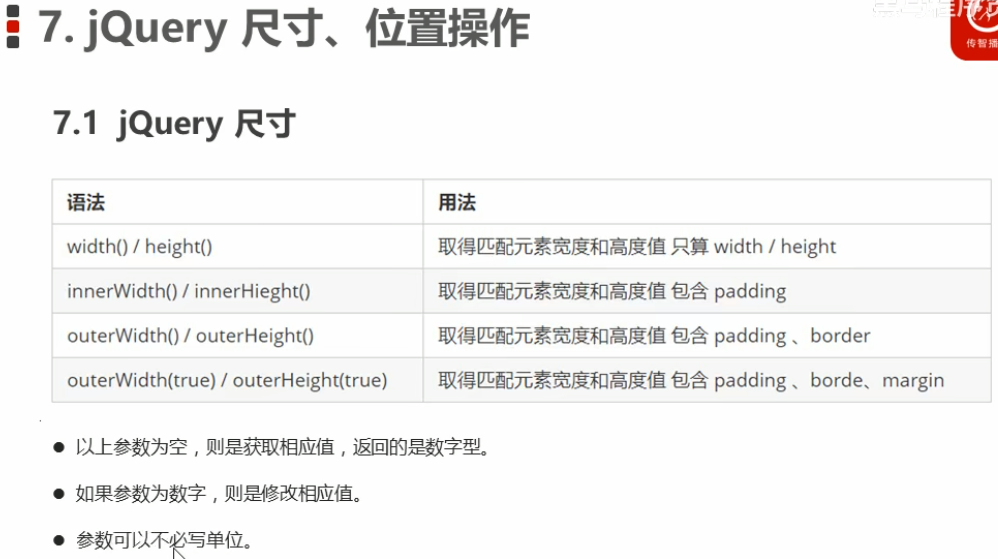 7. jQuery 尺寸、位置操作
传智播
7.1 jQuery 尺寸
语法 用法
width() / height() 取得匹配元素宽度和高度值 只算 width / height
innerWidth() / innerHieght() 取得匹配元素宽度和高度值 包含 padding
outerWidth() / outerHeight() 取得匹配元素宽度和高度值 包含 padding 、border
outerWidth(true) / outerHeight(true) 取得匹配元素宽度和高度值 包含 padding 、borde、margin
● 以上参数为空，则是获取相应值，返回的是数字型。
● 如果参数为数字，则是修改相应值。
● 参数可以不必写单位。